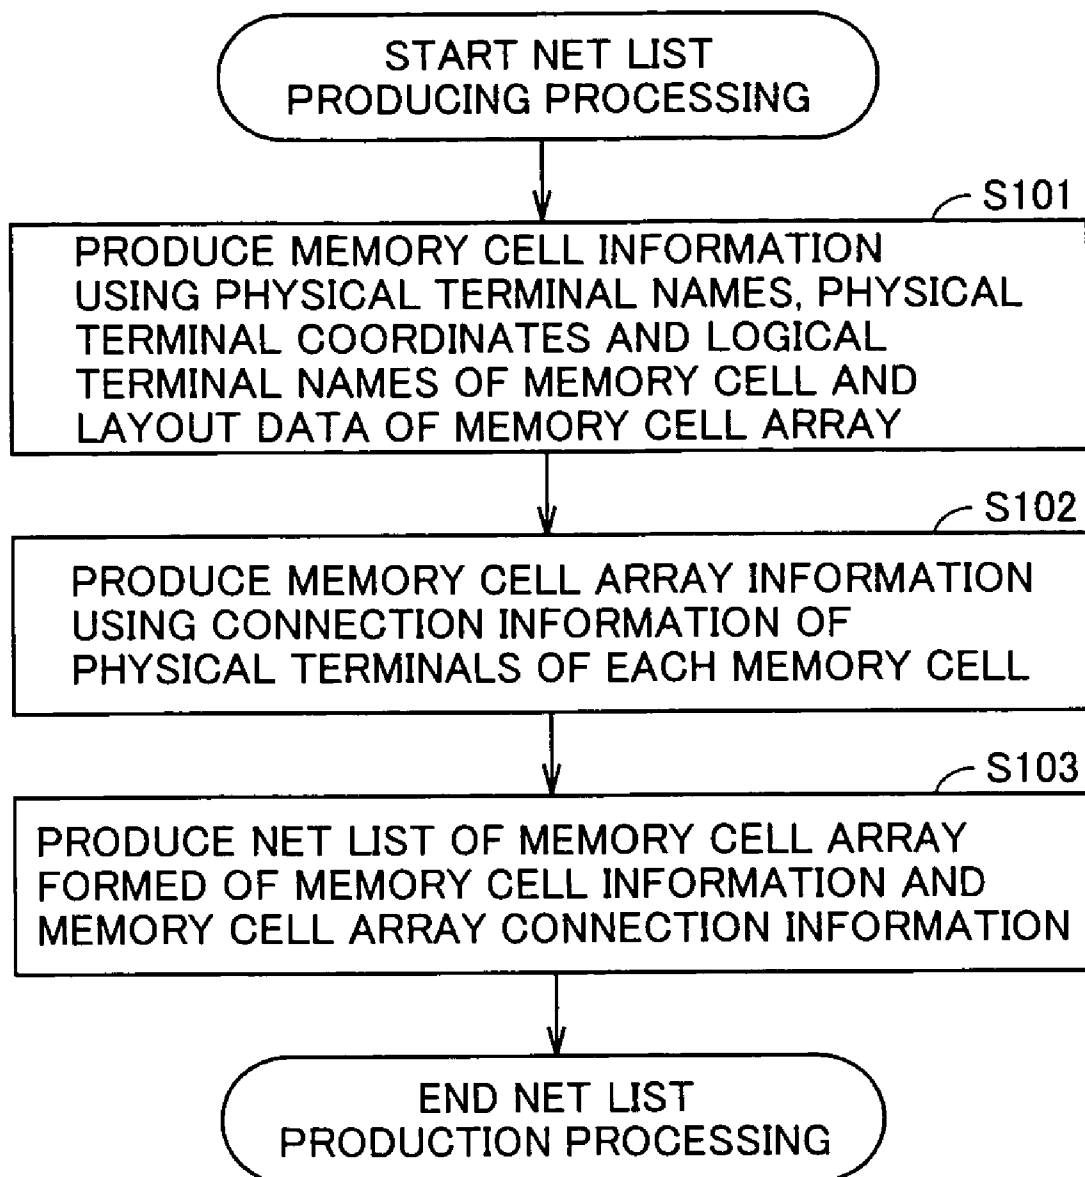 START NET LIST
PRODUCING PROCESSING
S101
PRODUCE MEMORY CELL INFORMATION
USING PHYSICAL TERMINAL NAMES, PHYSICAL
TERMINAL COORDINATES AND LOGICAL
TERMINAL NAMES OF MEMORY CELL AND
LAYOUT DATA OF MEMORY CELL ARRAY
S102
PRODUCE MEMORY CELL ARRAY INFORMATION
USING CONNECTION INFORMATION OF
PHYSICAL TERMINALS OF EACH MEMORY CELL
S103
PRODUCE NET LIST OF MEMORY CELL ARRAY
FORMED OF MEMORY CELL INFORMATION AND
MEMORY CELL ARRAY CONNECTION INFORMATION
END NET LIST
PRODUCTION PROCESSING